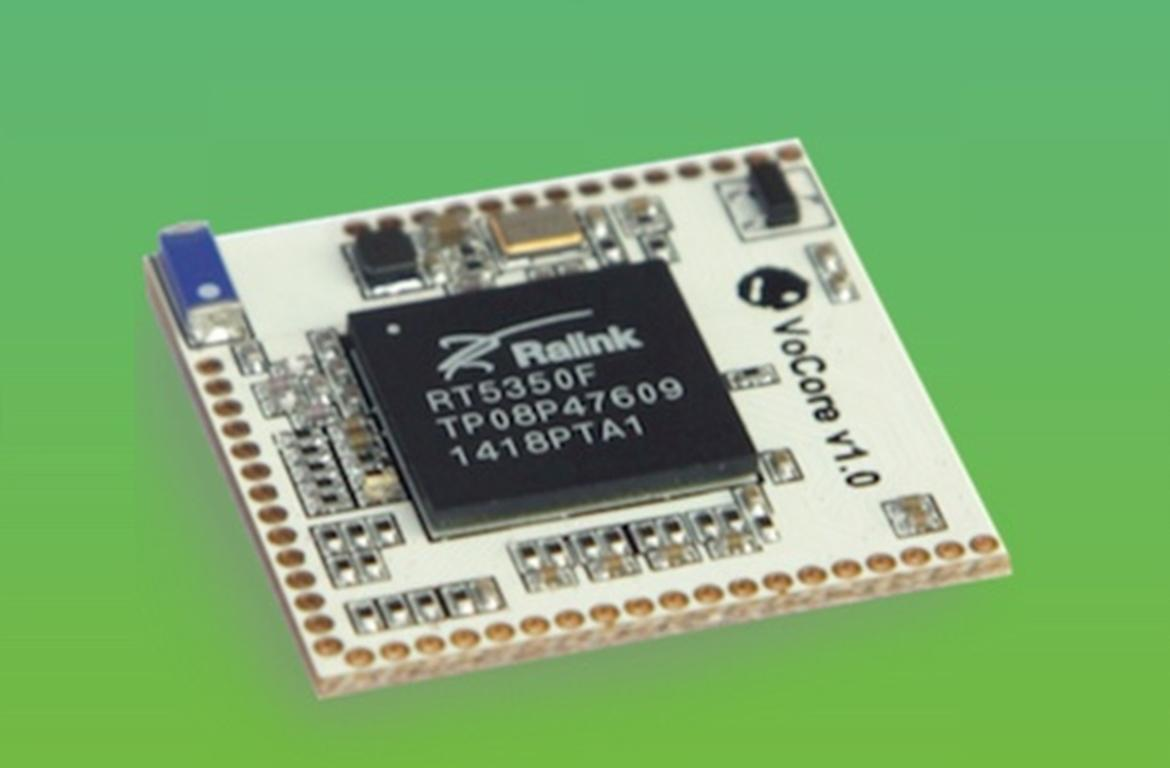 Ralink
RT5350F
TP08P47609
1418PTA1
VoCore v1.0